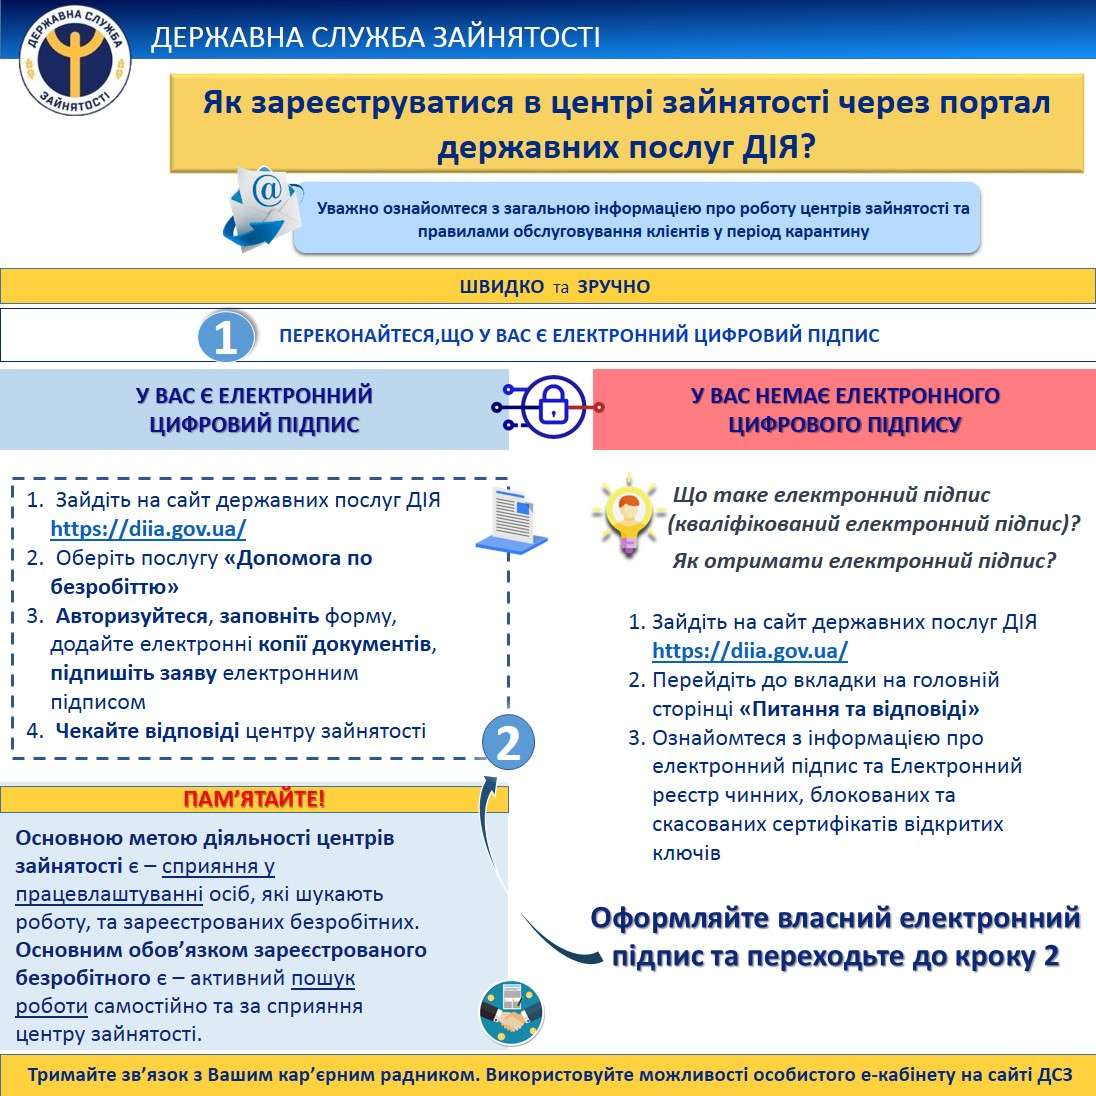 ДЕРЖАВНА СЛУЖБА ЗАЙНЯТОСТІ
ДЕРЖАВНА СЛУЖБА
ЗАЙНЯТОСТІ
Як зареєструватися в центрі зайнятості через портал
державних послуг ДІЯ?
@
Уважно ознайомтеся з загальною інформацією про роботу центрів зайнятості та
правилами обслуговування клієнтів у період карантину
ШВИДКО та ЗРУЧНО
1
ПЕРЕКОНАЙТЕСЯ,ЩО У ВАС Є ЕЛЕКТРОННИЙ ЦИФРОВИЙ ПІДПИС
У ВАС Є ЕЛЕКТРОННИЙ
ЦИФРОВИЙ ПІДПИС
1. Зайдіть на сайт державних послуг ДІЯ
https://diia.gov.ua/
2. Оберіть послугу «Допомога по
безробіттю»
3. Авторизуйтеся, заповніть форму,
додайте електронні копії документів,
підпишіть заяву електронним
підписом
4. Чекайте відповіді центру зайнятості
2
ПАМ’ЯТАЙТЕ!
Основною метою діяльності центрів
зайнятості є – сприяння у
працевлаштуванні осіб, які шукають
роботу, та зареєстрованих безробітних.
Основним обов’язком зареєстрованого
безробітного є – активний пошук
роботи самостійно та за сприяння
центру зайнятості.
У ВАС НЕМАЄ ЕЛЕКТРОННОГО
ЦИФРОВОГО ПІДПИСУ
Що таке електронний підпис
(кваліфікований електронний підпис)?
Як отримати електронний підпис?
1. Зайдіть на сайт державних послуг ДІЯ
https://diia.gov.ua/
2. Перейдіть до вкладки на головній
сторінці «Питання та відповіді»
3. Ознайомтеся з інформацією про
електронний підпис та Електронний
реєстр чинних, блокованих та
скасованих сертифікатів відкритих
ключів
Оформляйте власний електронний
підпис та переходьте до кроку 2
Тримайте зв’язок з Вашим кар’єрним радником. Використовуйте можливості особистого е-кабінету на сайті ДСЗ